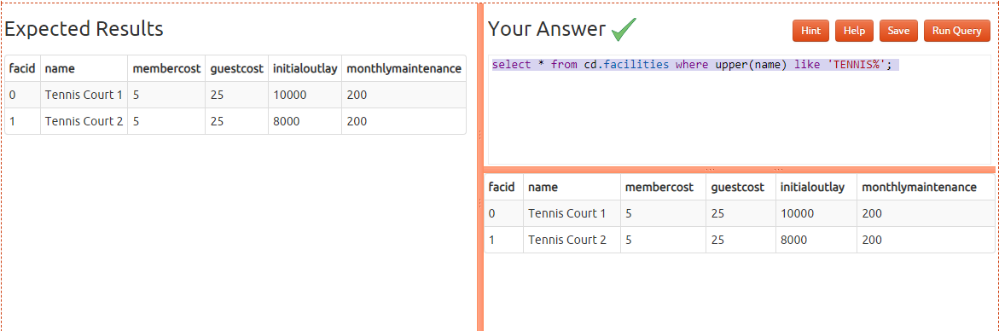 Expected Results
facid name membercost guestcost initialoutlay monthlymaintenance
0 Tennis Court 1 5 25 10000 200
1 Tennis Court 2 5 25 8000 200
Your Answer
Hint Help Save Run Query
select * from cd.facilities where upper(name) like 'TENNIS%';
facid name membercost guestcost initialoutlay monthlymaintenance
0 Tennis Court 1 5 25 10000 200
1 Tennis Court 2 5 25 8000 200